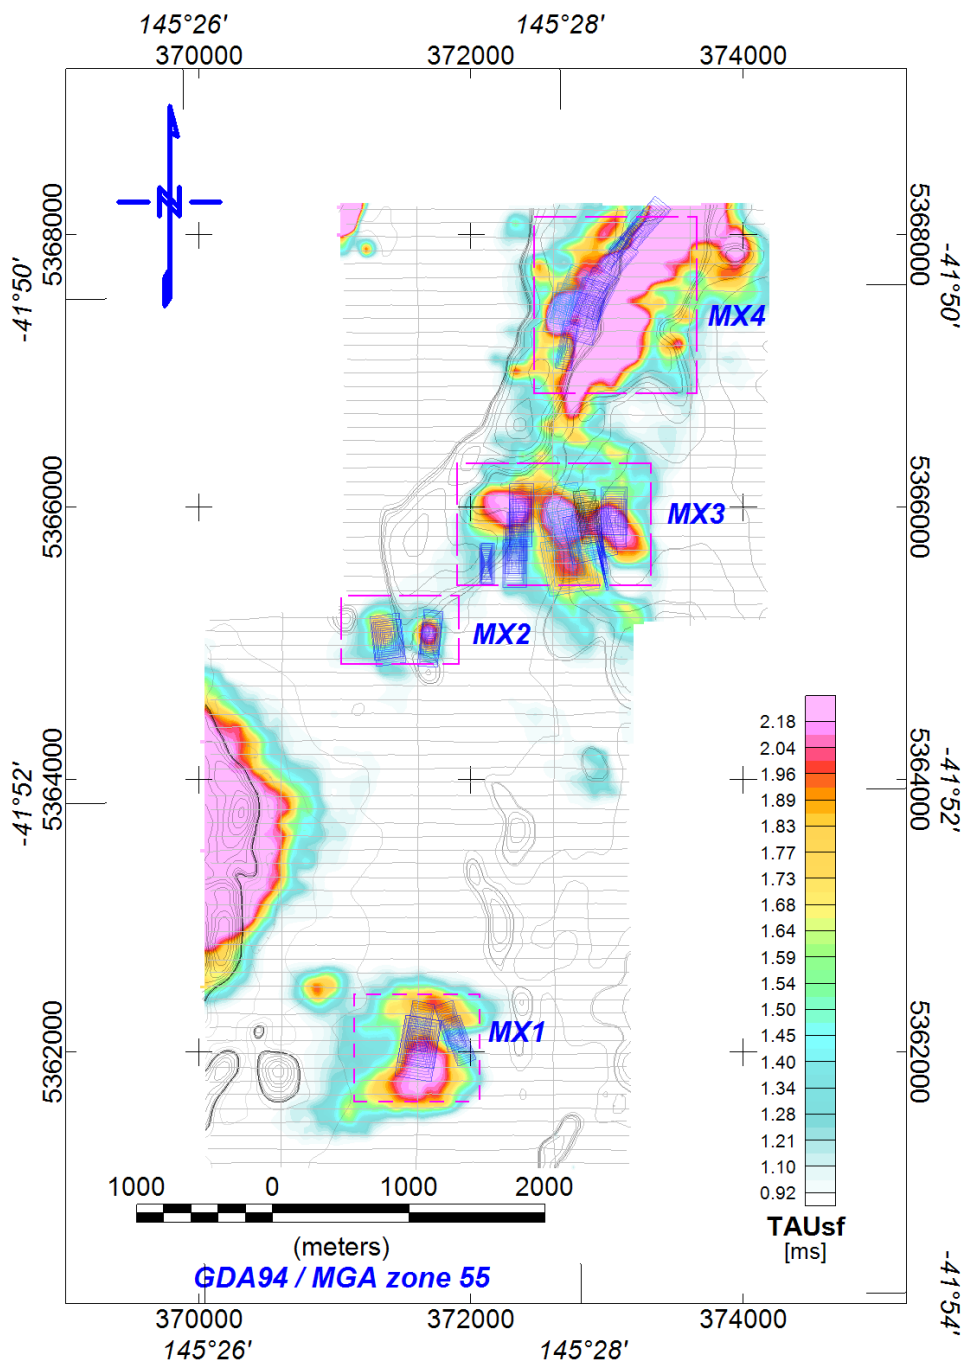 145°26' 145°28'
370000 372000 374000
N
5368000 5368000
-41°50' -41°50'
MX4
5366000 5366000
MX3
MX2
2.18
2.04
1.96
1.89
1.83
1.77
1.73
1.68
1.64
1.59
1.54
1.50
1.45
1.40
1.34
1.28
1.21
1.10
0.92
TAUsf
[ms]
5364000 5364000
-41°52' -41°52'
MX1
5362000 5362000
1000 0 1000 2000
(meters)
GDA94 / MGA zone 55
-41°54'
370000 372000 374000
145°26' 145°28'